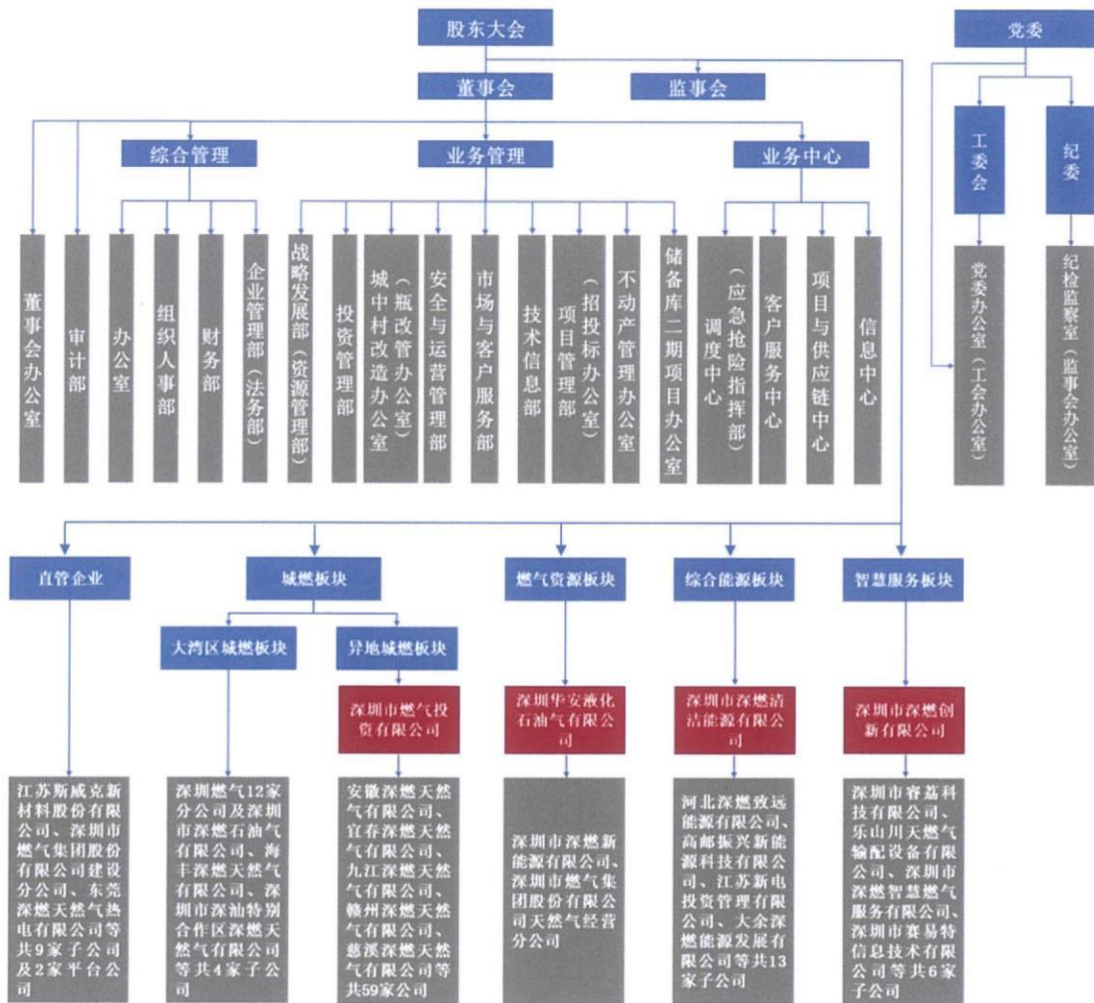 股东大会
党委
董事会
监事会
综合管理
业务管理
业务中心
工委会
纪委
董事会办公室
审计部
办公室
组织人事部
财务部
企业管理部（法务部）
战略发展部（资源管理部）
投资管理部
城中村改造办公室
（瓶改管办公室）
安全与运营管理部
市场与客户服务部
技术信息部
项目管理部
（招投标办公室）
不动产管理办公室
储备库二期项目办公室
调度中心
（应急抢险指挥部）
客户服务中心
项目与供应链中心
信息中心
党委办公室（工会办公室）
纪检监察室（监事会办公室）
直管企业
城燃板块
燃气资源板块
综合能源板块
智慧服务板块
大湾区城燃板块
异地城燃板块
深圳市燃气投
资有限公司
深圳华安液化
石油气有限公
司
深圳市深燃清
洁能源有限公
司
深圳市深燃创
新有限公司
江苏斯威克新
材料股份有限
公司、深圳市
燃气集团股份
有限公司建设
分公司、东莞
深燃天然气热
电有限公司等
共9家子公司
及2家平台公
司
深圳燃气12家
分公司及深圳
市深燃石油气
有限公司、海
丰深燃天然气
有限公司、深
圳市深油特别
合作区深燃天
然气有限公司
等共4家子公
司
安徽深燃天然
气有限公司、
宜春深燃天然
气有限公司、
九江深燃天然
气有限公司、
赣州深燃天然
气有限公司、
慈溪深燃天然
气有限公司等
共59家公司
深圳市深燃新
能源有限公司、
深圳市燃气集
团股份有限公
司天然气经营
分公司
河北深燃致远
能源有限公司、
高邮振兴新能
源科技有限公
司、江苏新电
投资管理有限
公司、大余深
燃能源发展有
限公司等共13
家子公司
深圳市睿荔科
技有限公司、
乐山川天燃气
输配设备有限
公司、深圳市
深燃智慧燃气
服务有限公司、
深圳市赛易特
信息技术有限
公司等共6家
子公司